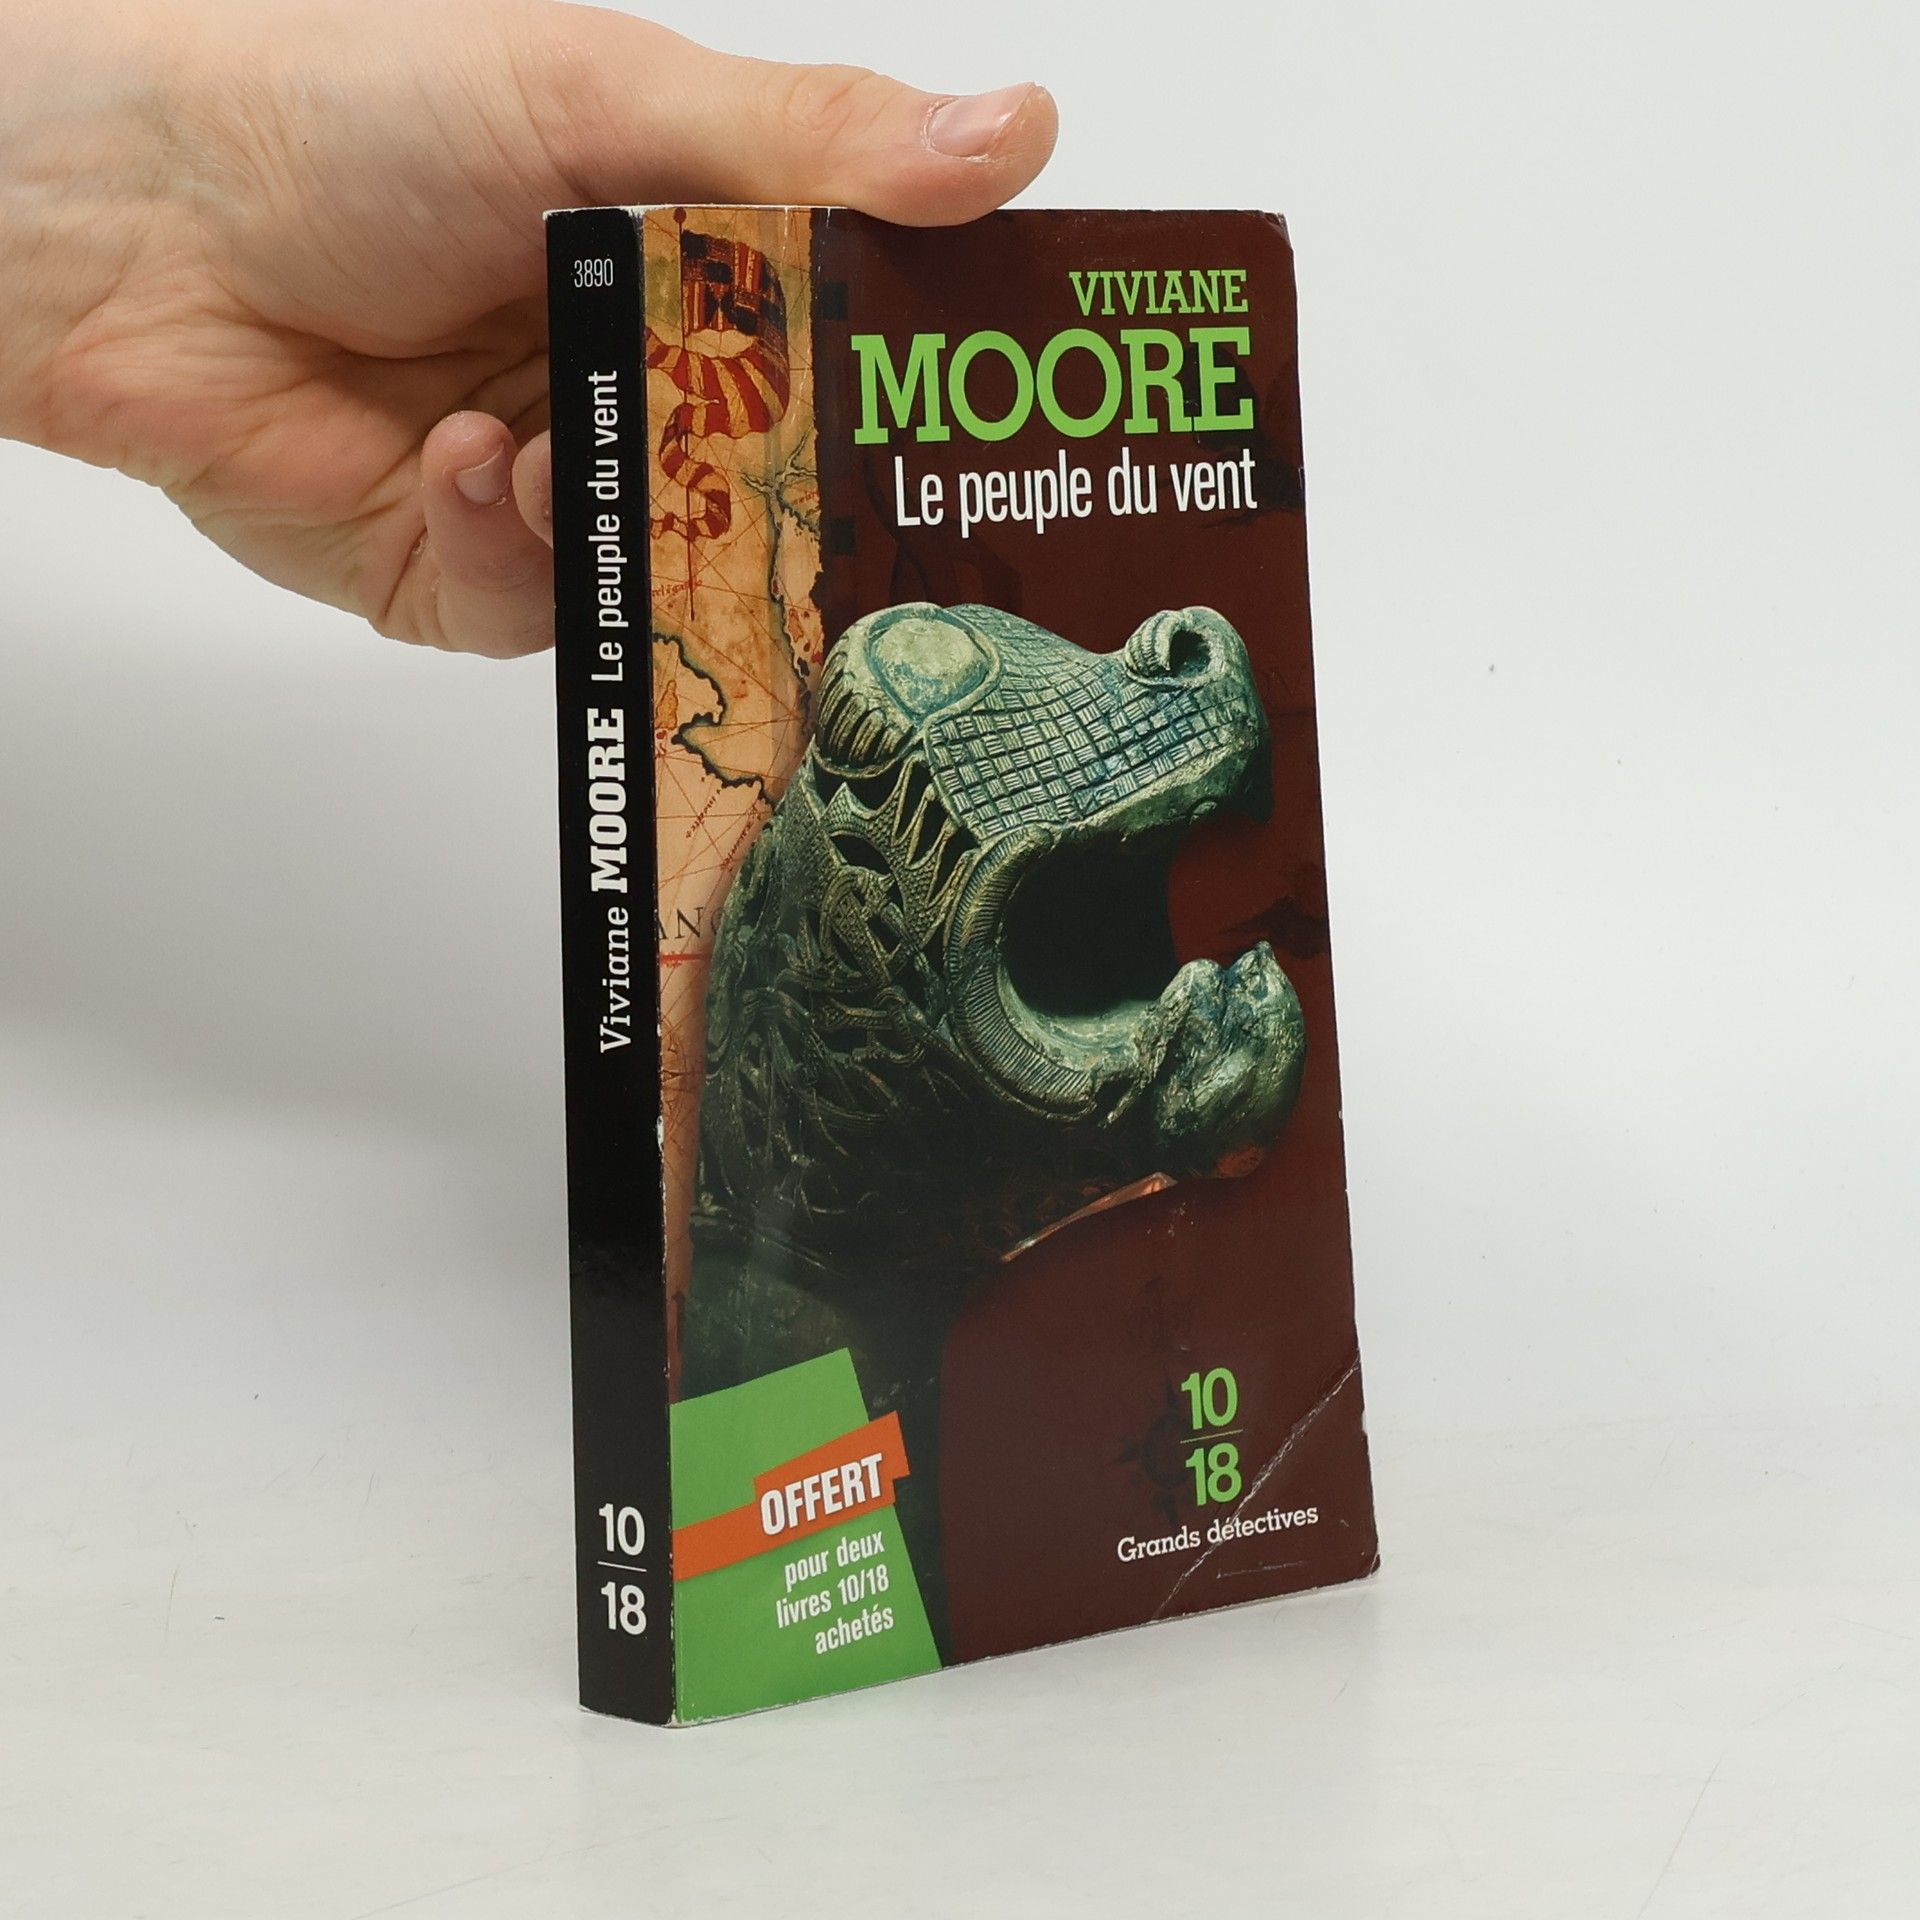 3890
Viviane MOORE Le peuple du vent
10
18
VIVIANE
MOORE
Le peuple du vent
ANG
10
18
Grands détectives
OFFERT
pour deux
livres 10/18
achetés